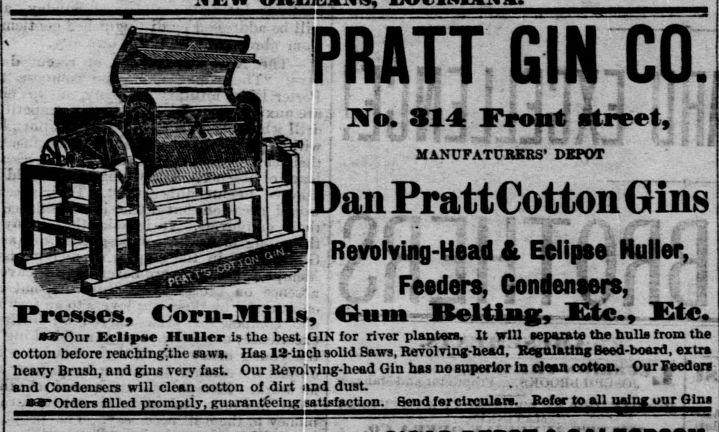 NEW ORLEANS, LOUISIANA.
PRATT GIN CO.
No. 314 Front street,
MANUFATURERS' DEPOT
Dan Pratt Cotton Gins
Revolving-Head & Eclipse Huller,
Feeders, Condensers,
PRATT'S COTTON GIN
Presses, Corn-Mills, Gum Belting, Etc., Etc.
Our Eclipse Huller is the best GIN for river planters. It will separate the hulls from the
cotton before reaching the saws. Has 12-inch solid Saws, Revolving-head, Regulating Seed-board, extra
heavy Brush, and gins very fast. Our Revolving-head Gin has no superior in clean cotton. Our Feeders
and Condensers will clean cotton of dirt and dust.
Orders filled promptly, guaranteeing satisfaction. Send for circulars. Refer to all using our Gins